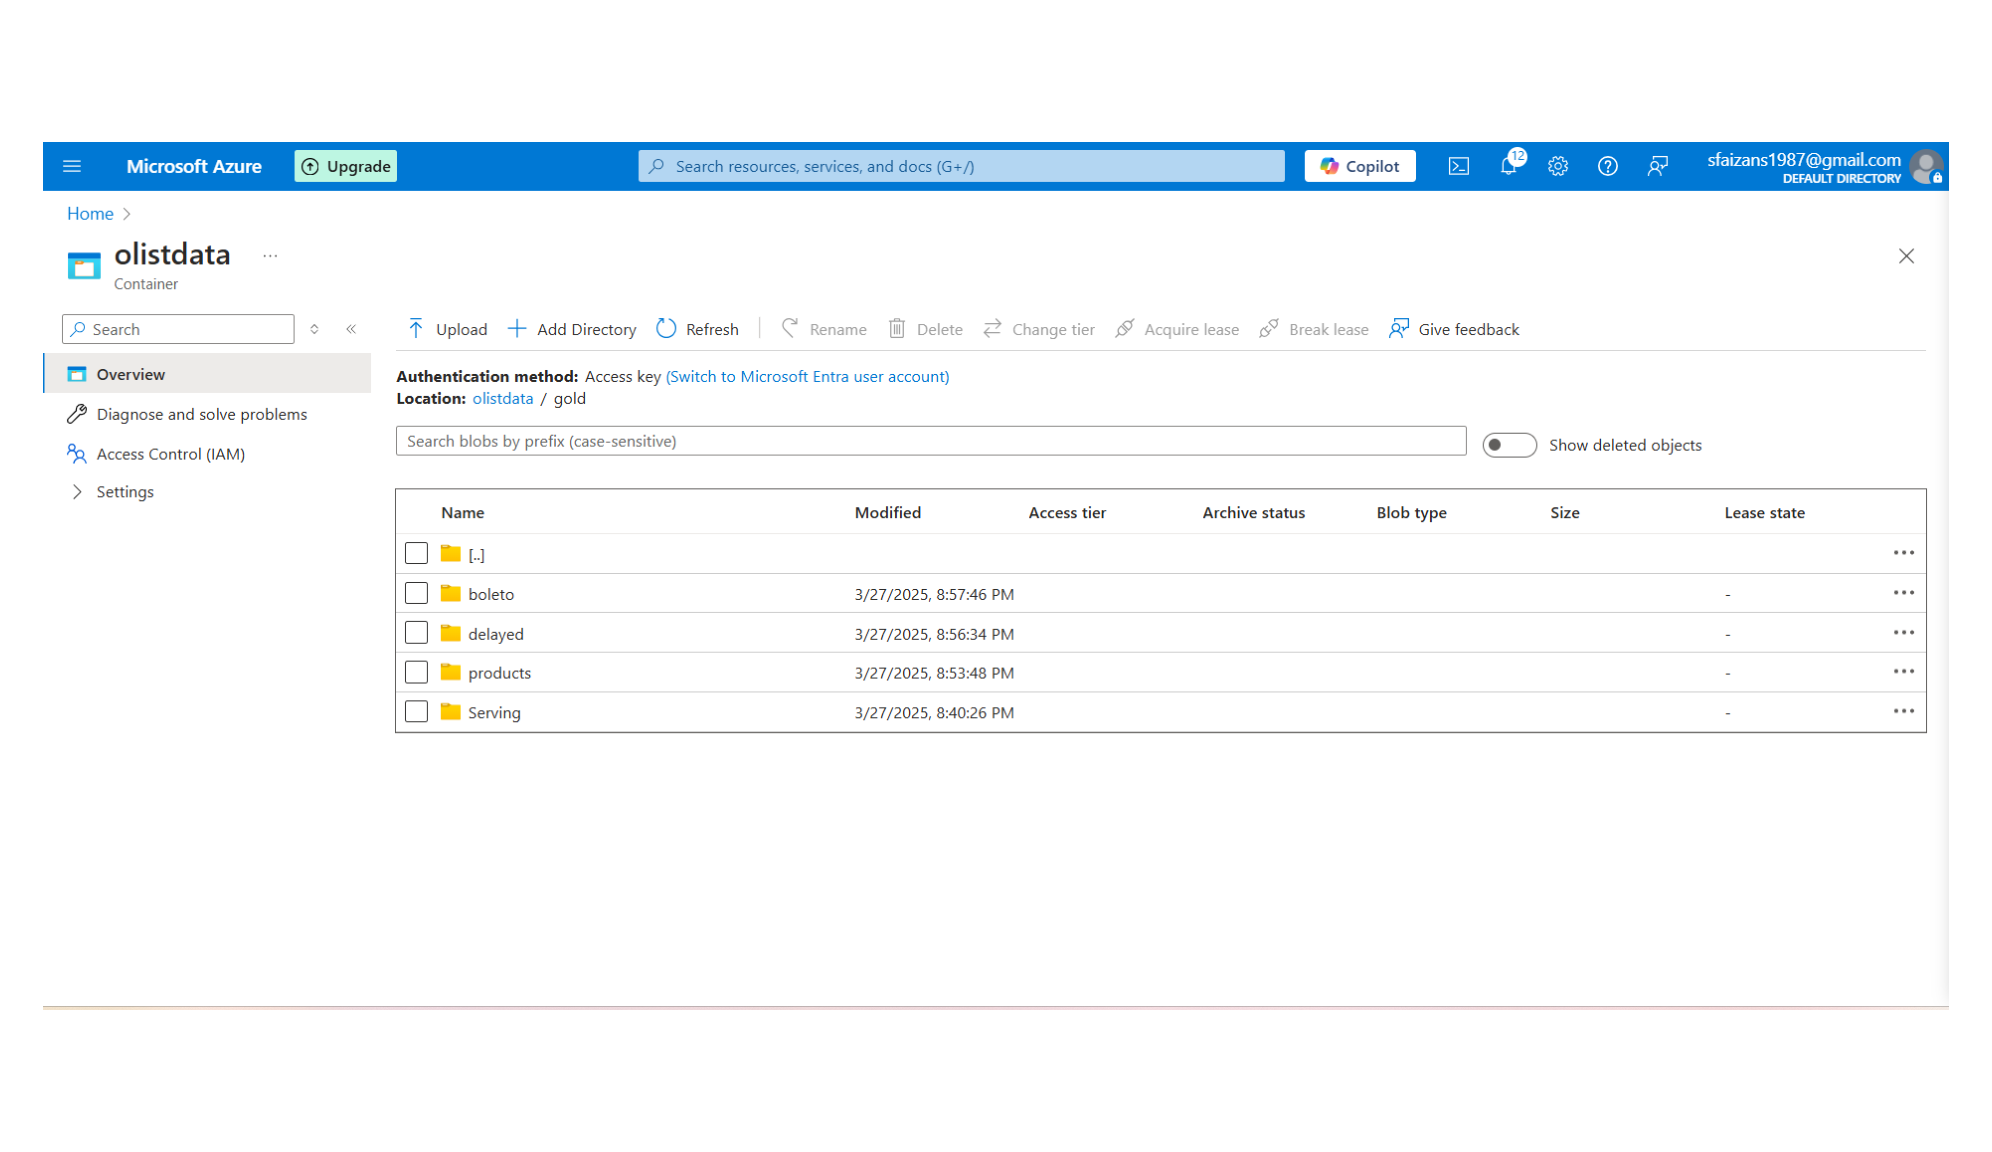 Microsoft Azure
Upgrade
Search resources, services, and docs (G+/)
Copilot
12
sfaizans1987@gmail.com
DEFAULT DIRECTORY
Home
olistdata
...
Container
Search
Upload
Add Directory
Refresh
Rename
Delete
Change tier
Acquire lease
Break lease
Give feedback
Overview
Diagnose and solve problems
Access Control (IAM)
Settings
Authentication method: Access key (Switch to Microsoft Entra user account)
Location: olistdata / gold
Search blobs by prefix (case-sensitive)
Show deleted objects
Name Modified Access tier Archive status Blob type Size Lease state
[..]
boleto 3/27/2025, 8:57:46 PM -
delayed 3/27/2025, 8:56:34 PM -
products 3/27/2025, 8:53:48 PM -
Serving 3/27/2025, 8:40:26 PM -